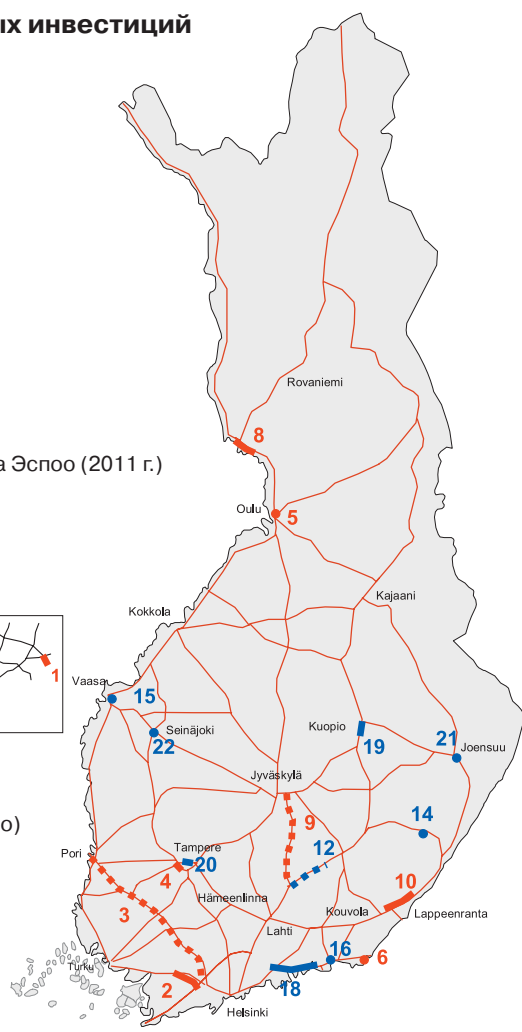 ых инвестиций
Rovaniemi
8
а Эспоо (2011 г.)
Oulu
5
Kajaani
Kokkola
1
Vaasa
15
Seinäjoki
22
Kuopio
19
21
Joensuu
Jyväskylä
14
9
12
о)
Pori
Tampere
20
4
10
Hämeenlinna
3
Kouvola
Lappeenranta
Lahti
16
6
Turku
2
18
Helsinki